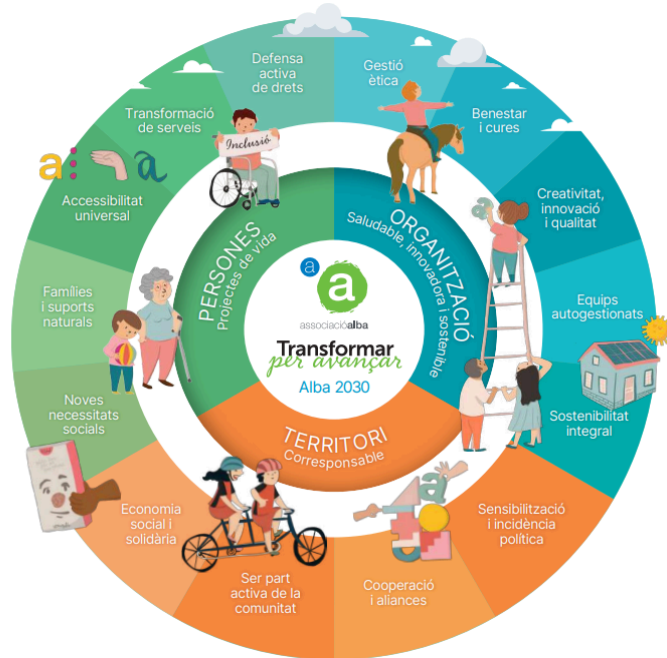 Defensa
activa
de drets
Gestió
ètica
Benestar
i cures
Creativitat,
innovació
i qualitat
Equips
autogestionats
Sostenibilitat
integral
Sensibilització
i incidència
política
Cooperació
i aliances
Ser part
activa de la
comunitat
Economia
social i
solidària
Noves
necessitats
socials
Famílies
i suports
naturals
Accessibilitat
universal
Transformació
de serveis
Inclusió
a
a
a
a
PERSONES
Projectes de vida
ORGANITZACIÓ
Saludable, innovadora i sostenible
TERRITORI
Corresponsable
a
a
associacióalba
Transformar
per avançar
Alba 2030